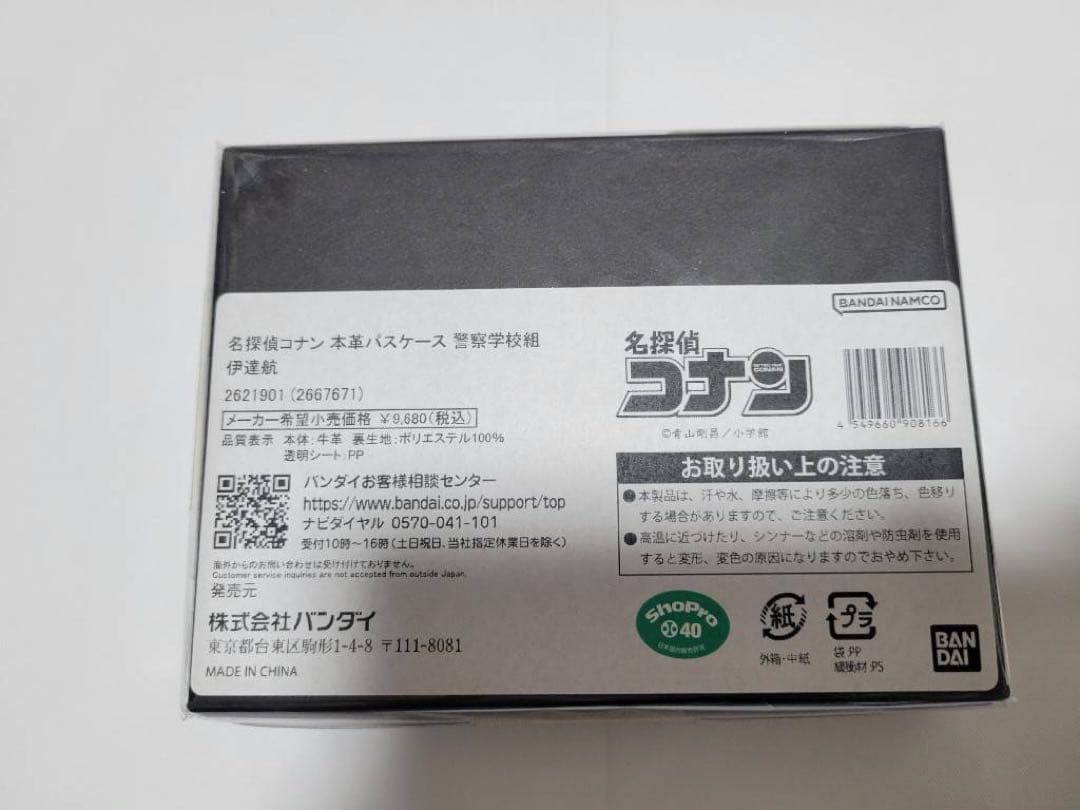 BANDAI NAMCO
名探偵コナン 本革パスケース 警察学校組
伊達航
2621901(2667671)
メーカー希望小売価格 ¥9,680(税込)
品質表示 本体:牛革 裏生地:ポリエステル100%
透明シート:PP
バンダイお客様相談センター
https://www.bandai.co.jp/support/top
ナビダイヤル 0570-041-101
受付10時~16時(土日祝日、当社指定休業日を除く)
海外からのお問い合わせは受け付けておりません。
Customer service inquiries are not accepted from outside Japan.
発売元
株式会社バンダイ
東京都台東区駒形1-4-8 〒111-8081
MADE IN CHINA
名探偵
コナン
DETECTIVE
CONAN
©青山剛昌/小学館
4 549660 908166
お取り扱い上の注意
●本製品は、汗や水、摩擦等により多少の色落ち、色移り
する場合がありますので、ご注意ください。
●高温に近づけたり、シンナーなどの溶剤や防虫剤を使用
すると変形、変色の原因になりますのでおやめ下さい。
ShoPro
40
日本国内販売許諾
紙
外箱・中紙
プラ
袋:PP
緩衝材:PS
BAN
DAI